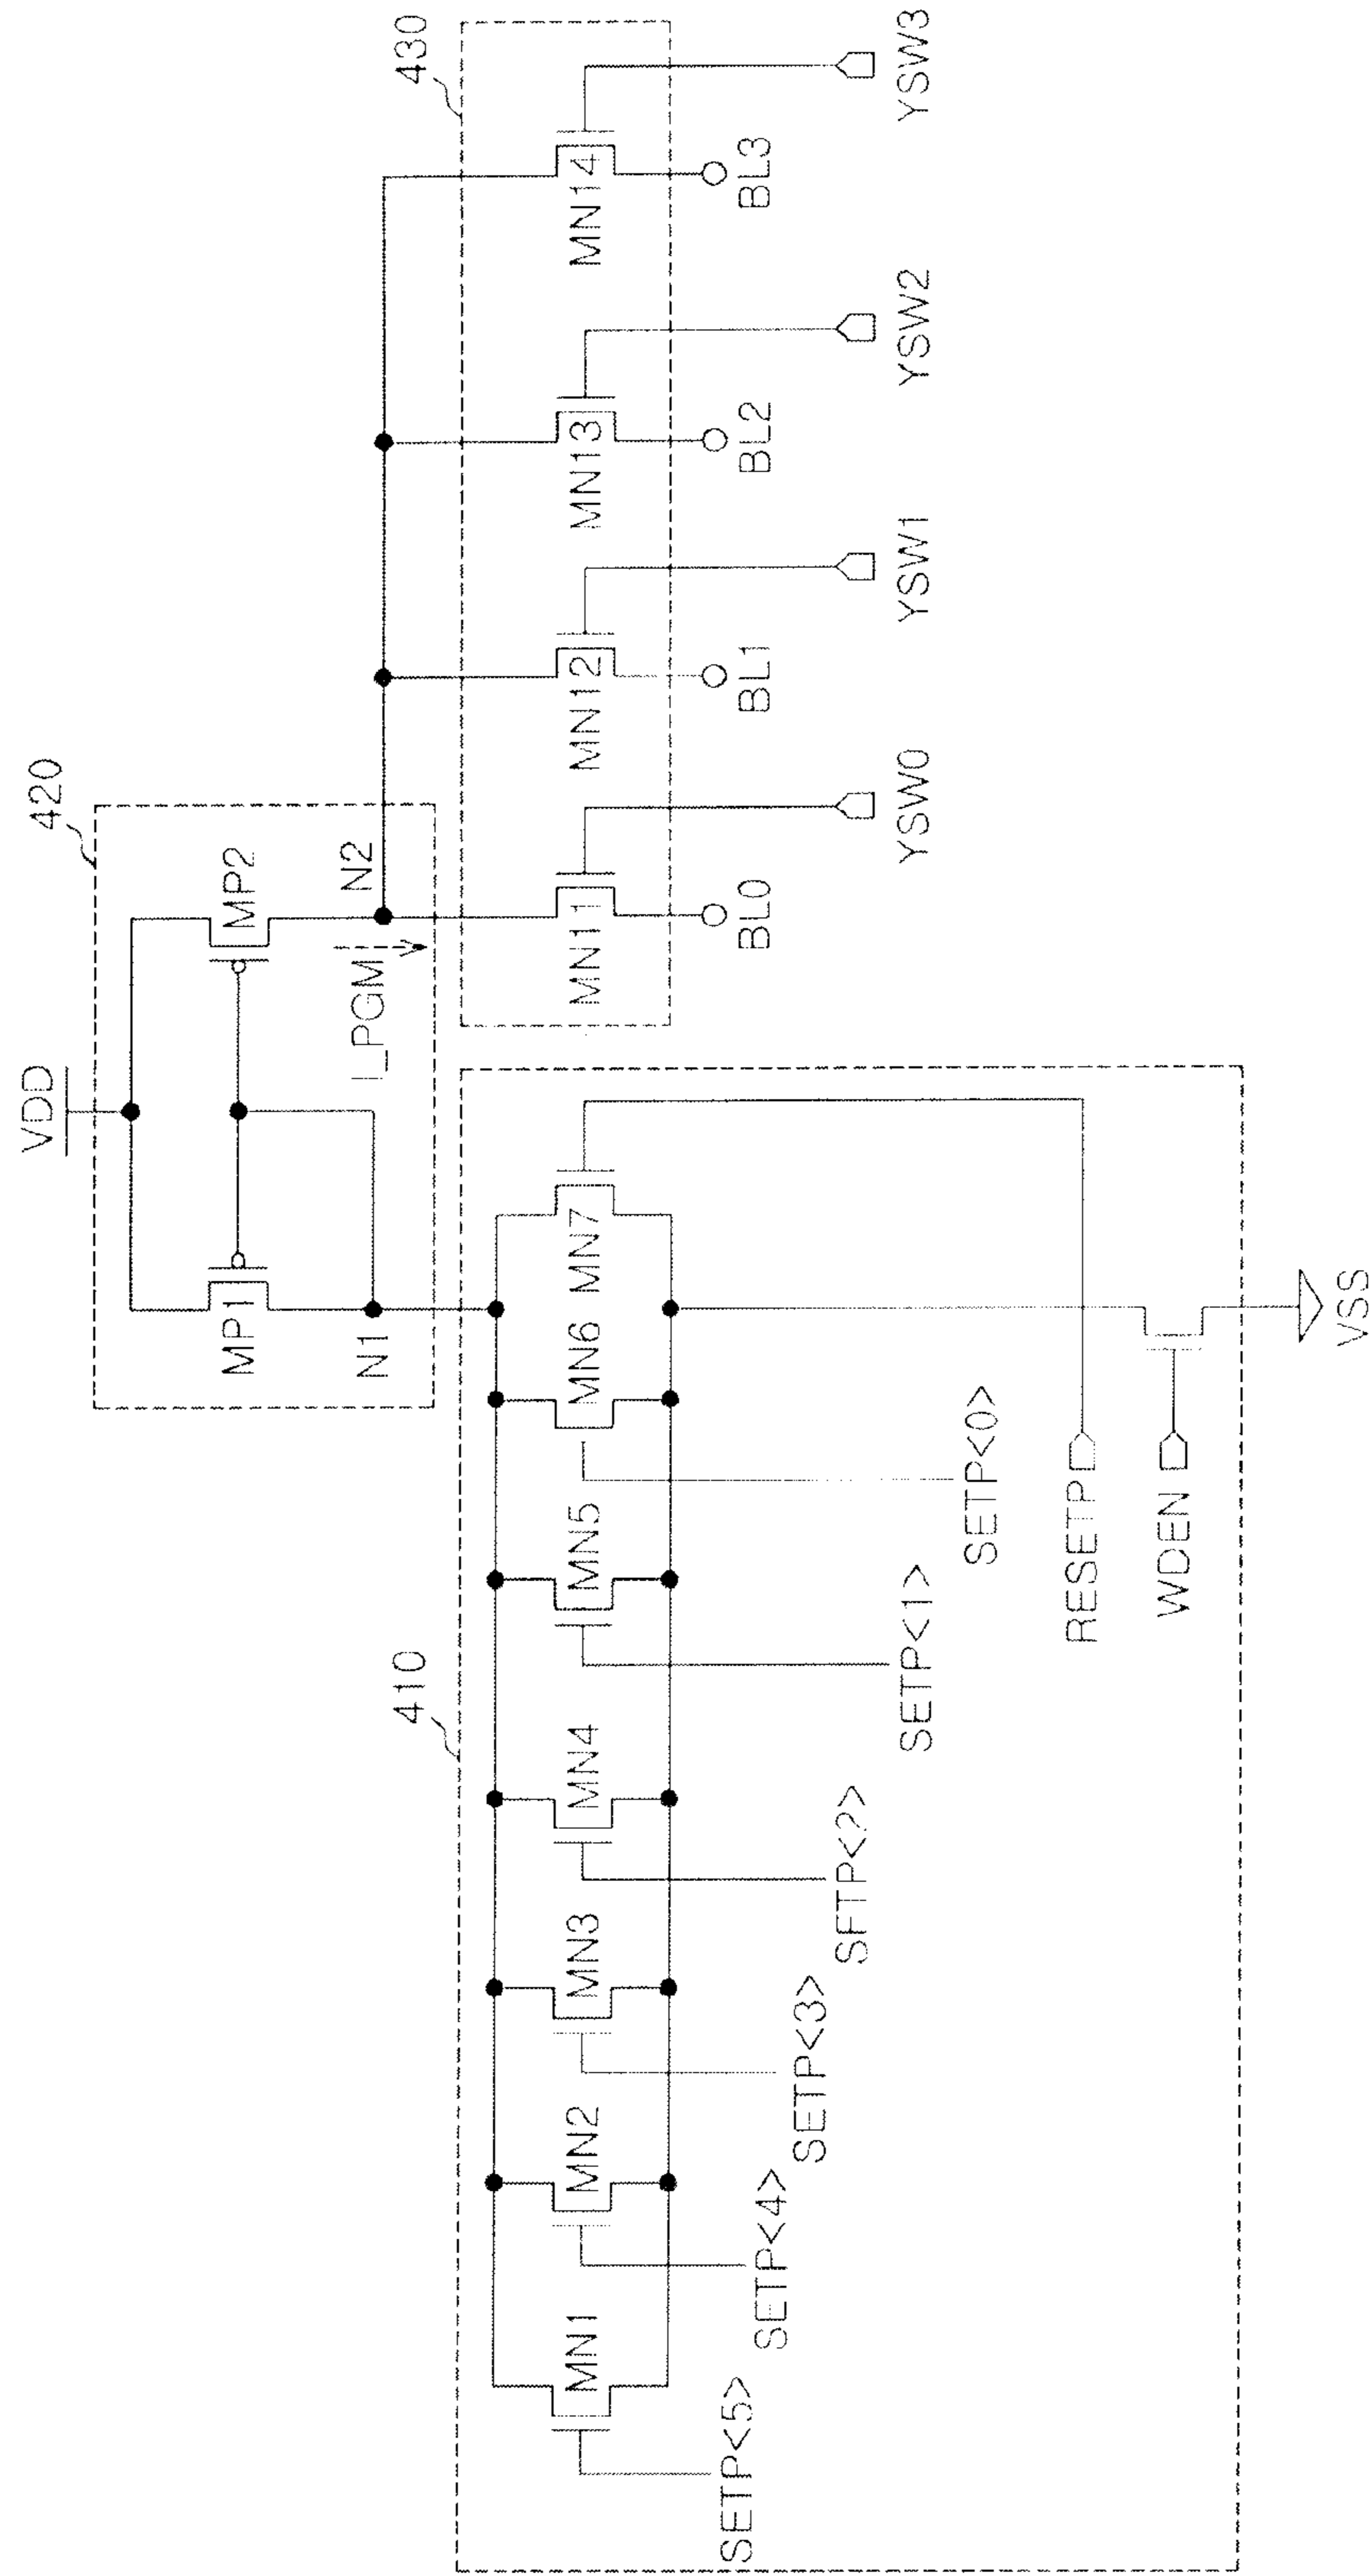 VDD
420
MP1
MP2
N1
N2
I_PGM
430
MN11
MN12
MN13
MN14
BL0
BL1
BL2
BL3
YSW0
YSW1
YSW2
YSW3
410
MN1
MN2
MN3
MN4
MN5
MN6
MN7
SETP<5>
SETP<4>
SETP<3>
SETP<2>
SETP<1>
SETP<0>
RESETP
WDEN
VSS